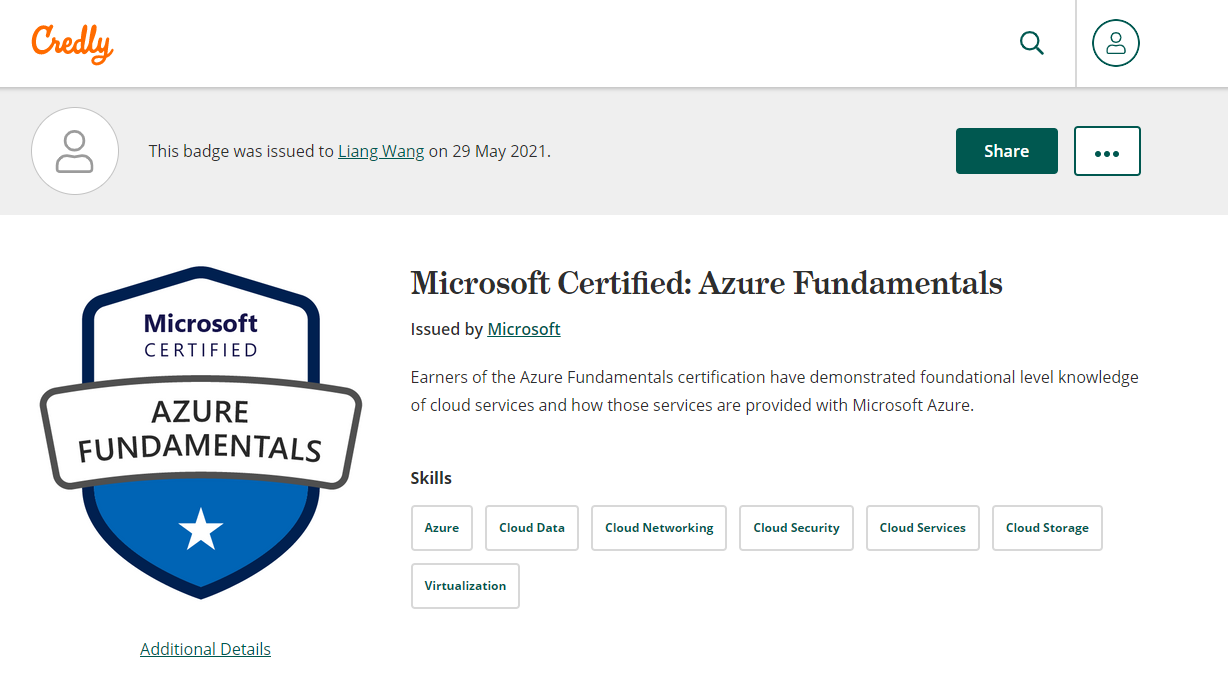 Credly
This badge was issued to Liang Wang on 29 May 2021.
Share
Microsoft
CERTIFIED
AZURE
FUNDAMENTALS
Additional Details
Microsoft Certified: Azure Fundamentals
Issued by Microsoft
Earners of the Azure Fundamentals certification have demonstrated foundational level knowledge
of cloud services and how those services are provided with Microsoft Azure.
Skills
Azure Cloud Data Cloud Networking Cloud Security Cloud Services Cloud Storage
Virtualization